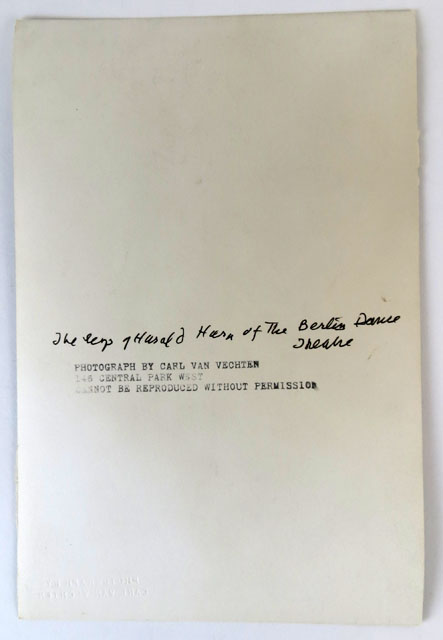 The legs of Harald Horn of The Berlin Dance
Theatre
PHOTOGRAPH BY CARL VAN VECHTEN
146 CENTRAL PARK WEST
CANNOT BE REPRODUCED WITHOUT PERMISSION